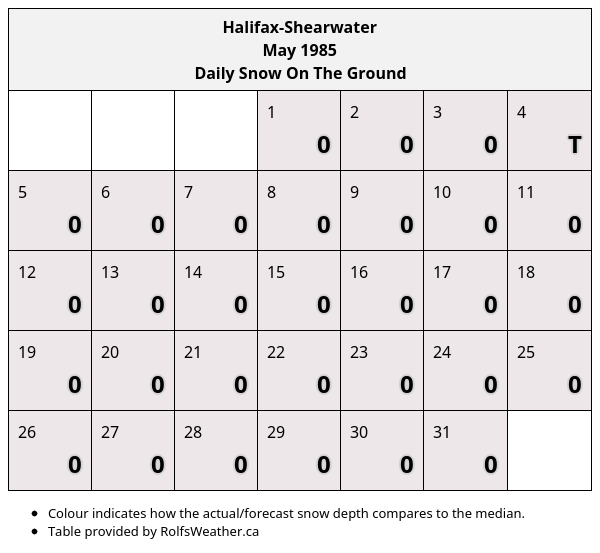 Halifax-Shearwater
May 1985
Daily Snow On The Ground
1 2 3 4
0 0 0 T
5 6 7 8 9 10 11
0 0 0 0 0 0 0
12 13 14 15 16 17 18
0 0 0 0 0 0 0
19 20 21 22 23 24 25
0 0 0 0 0 0 0
26 27 28 29 30 31
0 0 0 0 0 0
• Colour indicates how the actual/forecast snow depth compares to the median.
• Table provided by RolfsWeather.ca